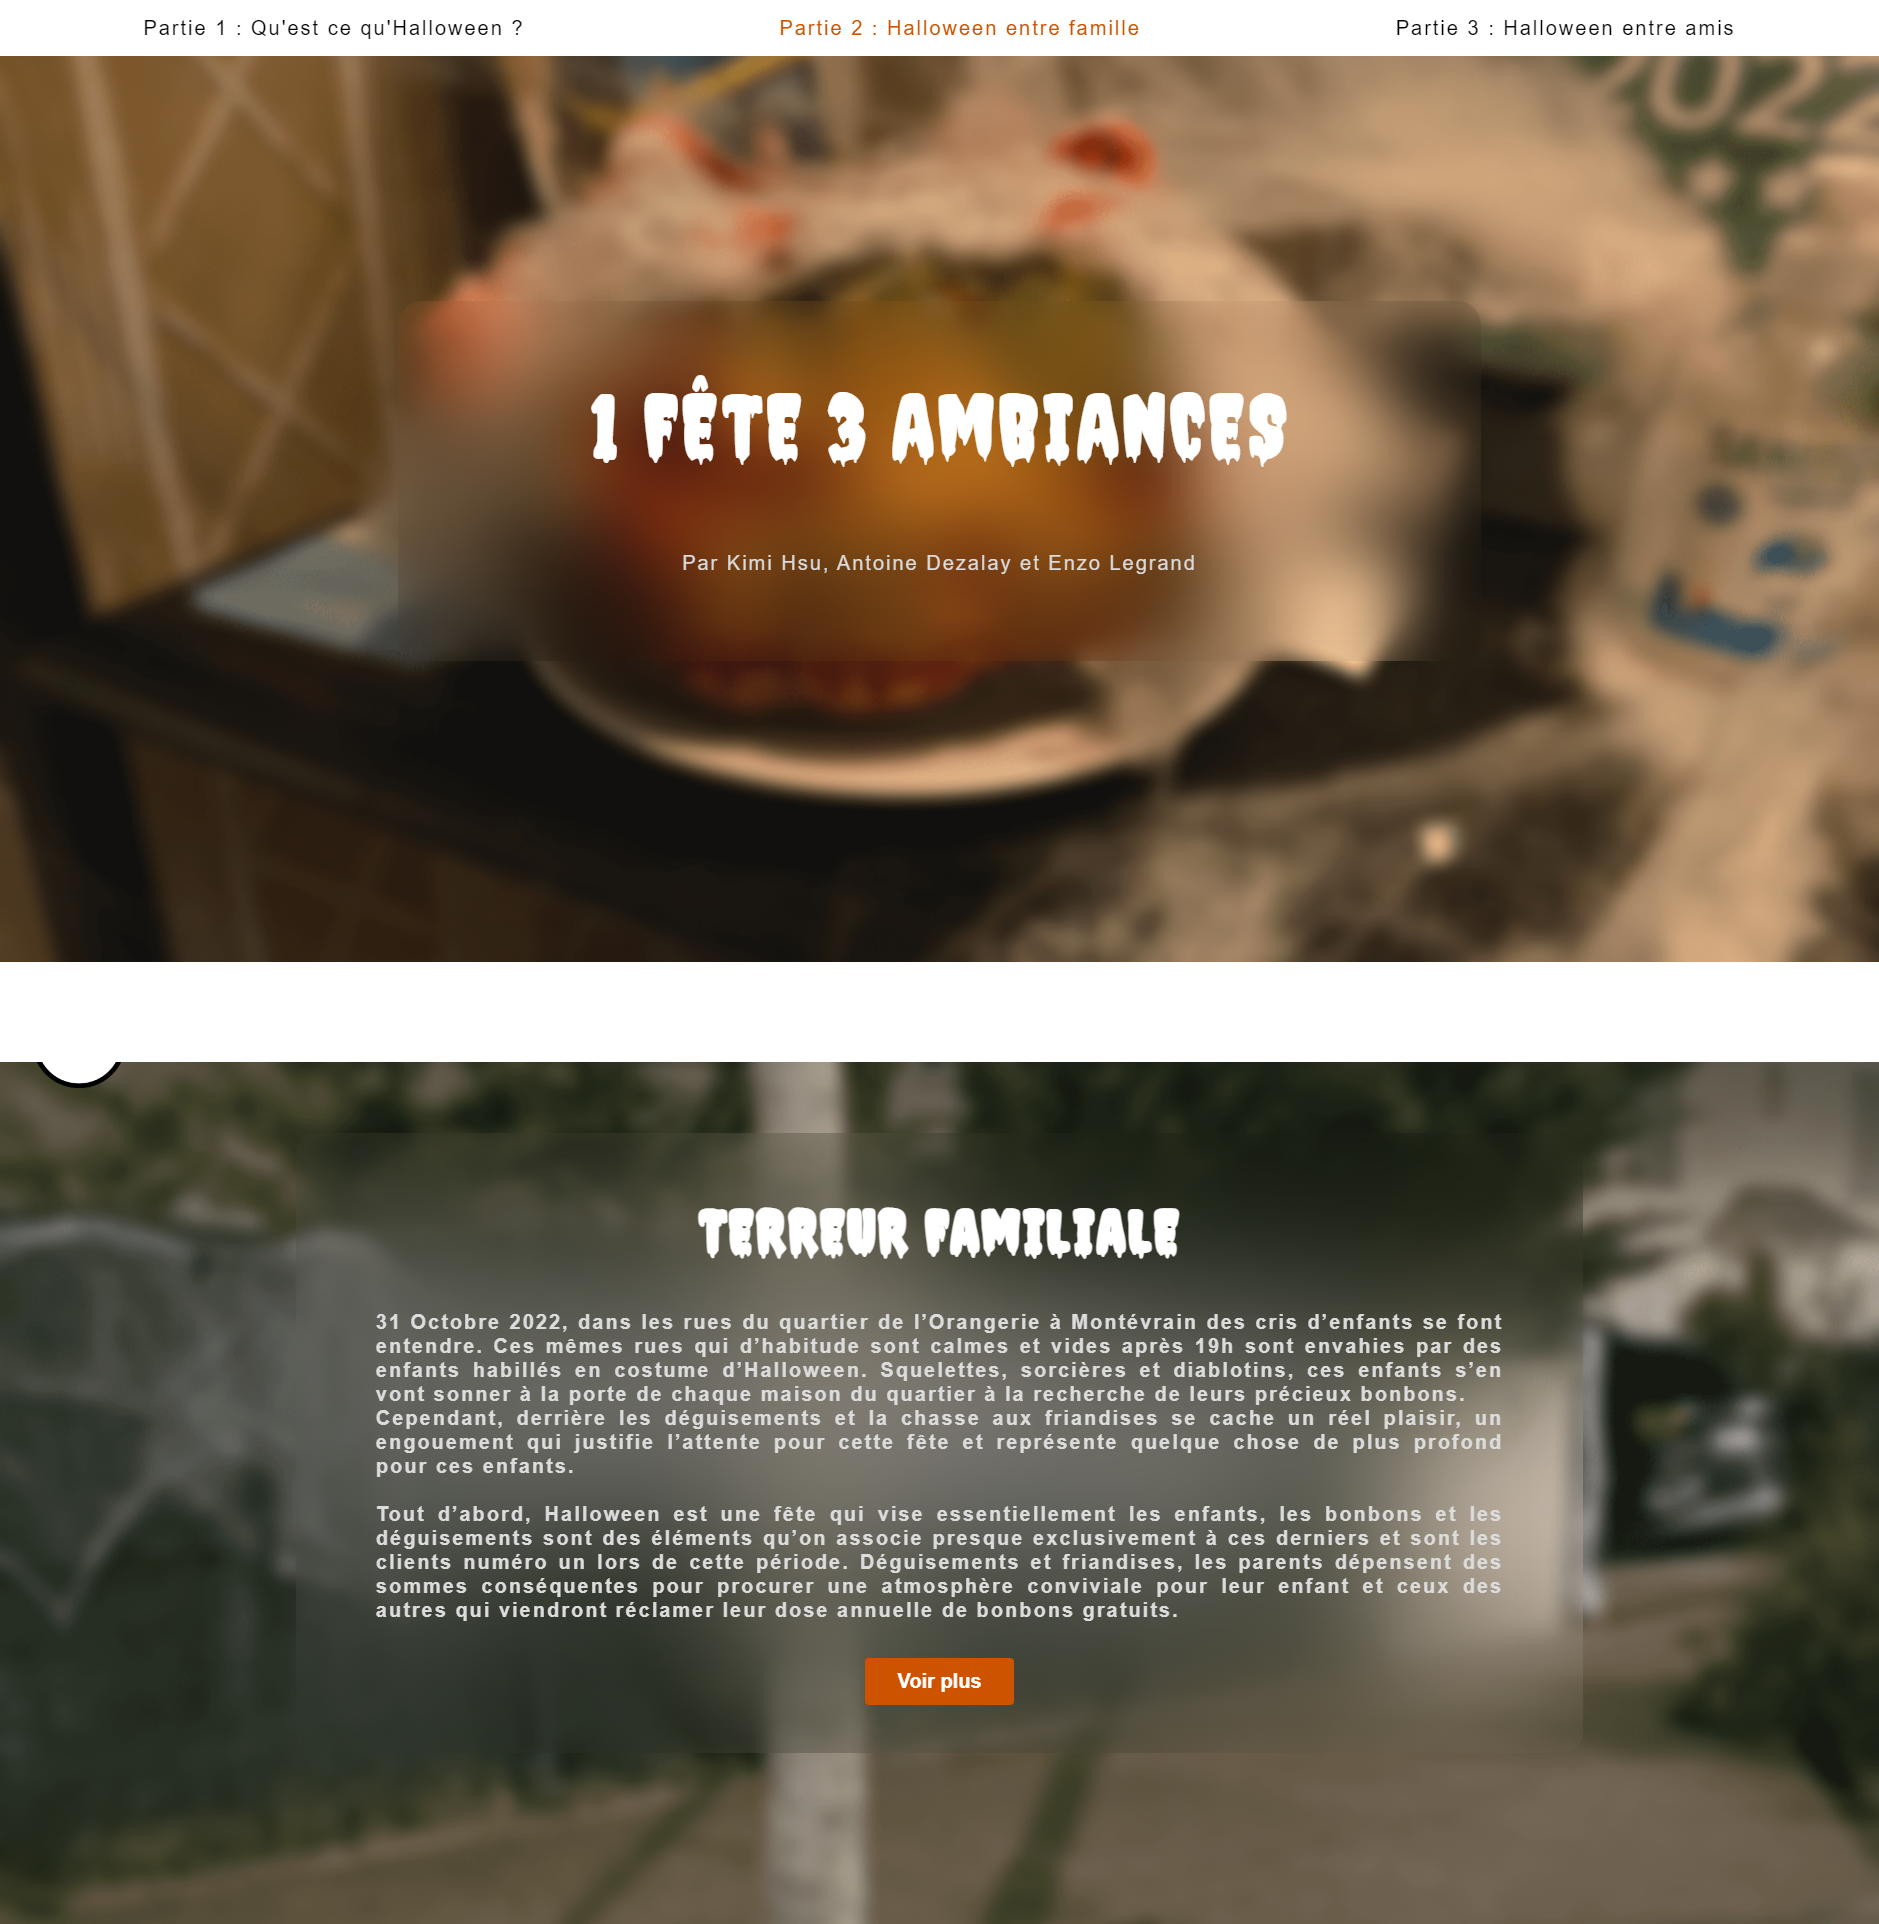 Partie 1 : Qu'est ce qu'Halloween ?
Partie 2 : Halloween entre famille
Partie 3 : Halloween entre amis
2022
1 FÊTE 3 AMBIANCES
Par Kimi Hsu, Antoine Dezalay et Enzo Legrand
TERREUR FAMILIALE
31 Octobre 2022, dans les rues du quartier de l’Orangerie à Montévrain des cris d’enfants se font
entendre. Ces mêmes rues qui d’habitude sont calmes et vides après 19h sont envahies par des
enfants habillés en costume d’Halloween. Squelettes, sorcières et diablotins, ces enfants s’en
vont sonner à la porte de chaque maison du quartier à la recherche de leurs précieux bonbons.
Cependant, derrière les déguisements et la chasse aux friandises se cache un réel plaisir, un
engouement qui justifie l’attente pour cette fête et représente quelque chose de plus profond
pour ces enfants.
Tout d’abord, Halloween est une fête qui vise essentiellement les enfants, les bonbons et les
déguisements sont des éléments qu’on associe presque exclusivement à ces derniers et sont les
clients numéro un lors de cette période. Déguisements et friandises, les parents dépensent des
sommes conséquentes pour procurer une atmosphère conviviale pour leur enfant et ceux des
autres qui viendront réclamer leur dose annuelle de bonbons gratuits.
Voir plus